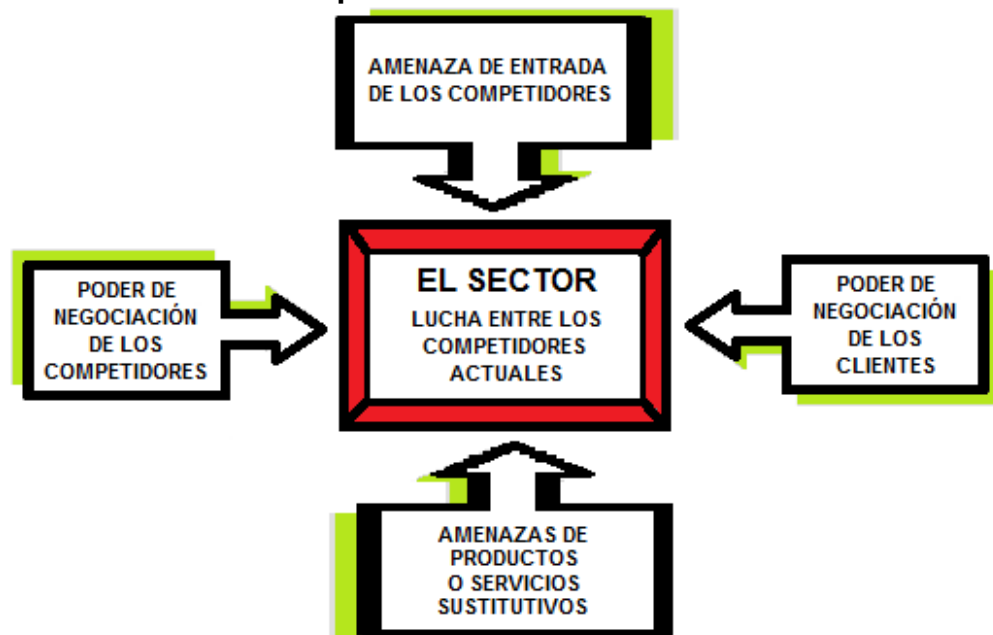 AMENAZA DE ENTRADA
DE LOS COMPETIDORES
PODER DE
NEGOCIACIÓN
DE LOS
COMPETIDORES
EL SECTOR
LUCHA ENTRE LOS
COMPETIDORES
ACTUALES
PODER DE
NEGOCIACIÓN
DE LOS
CLIENTES
AMENAZAS DE
PRODUCTOS
O SERVICIOS
SUSTITUTIVOS